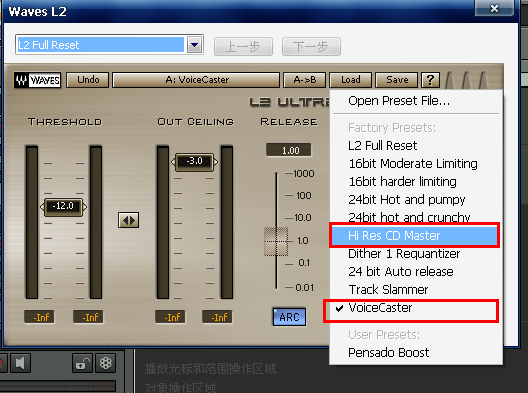 Waves L2
L2 Full Reset
上一步
下一步
WAVES
Undo
A: VoiceCaster
A->B
Load
Save
?
L2 ULTR
THRESHOLD
OUT CEILING
RELEASE
-12.0
-3.0
1.00
1000
100
10.0
1.0
0.1
0.01
-Inf
-Inf
-Inf
-Inf
ARC
Open Preset File...
Factory Presets:
L2 Full Reset
16bit Moderate Limiting
16bit harder limiting
24bit Hot and pumpy
24bit hot and crunchy
Hi Res CD Master
Dither 1 Requantizer
24 bit Auto release
Track Slammer
VoiceCaster
User Presets:
Pensado Boost
播放光标和范围操作区域
对象操作区域